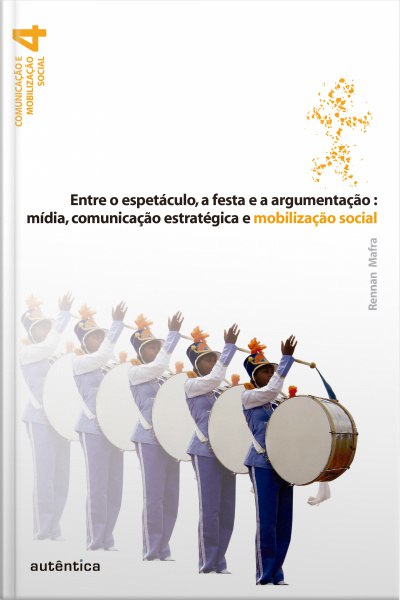 COMUNICAÇÃO E
MOBILIZAÇÃO
SOCIAL
4
Entre o espetáculo, a festa e a argumentação :
mídia, comunicação estratégica e mobilização social
Rennan Mafra
autêntica